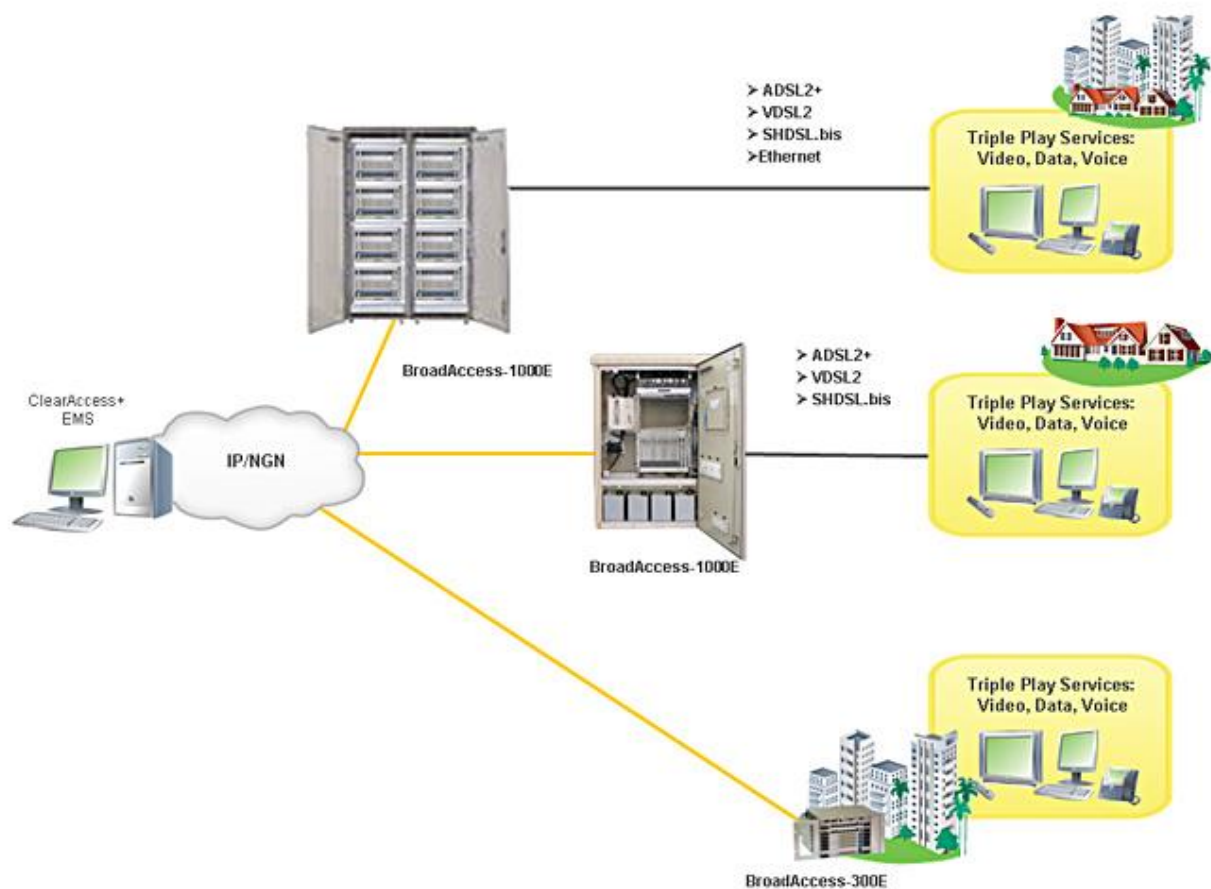 ➢ ADSL2+
➢ VDSL2
➢ SHDSL.bis
➢Ethernet
Triple Play Services:
Video, Data, Voice
BroadAccess-1000E
➢ ADSL2+
➢ VDSL2
➢ SHDSL.bis
Triple Play Services:
Video, Data, Voice
ClearAccess+
EMS
IP/NGN
BroadAccess-1000E
Triple Play Services:
Video, Data, Voice
BroadAccess-300E